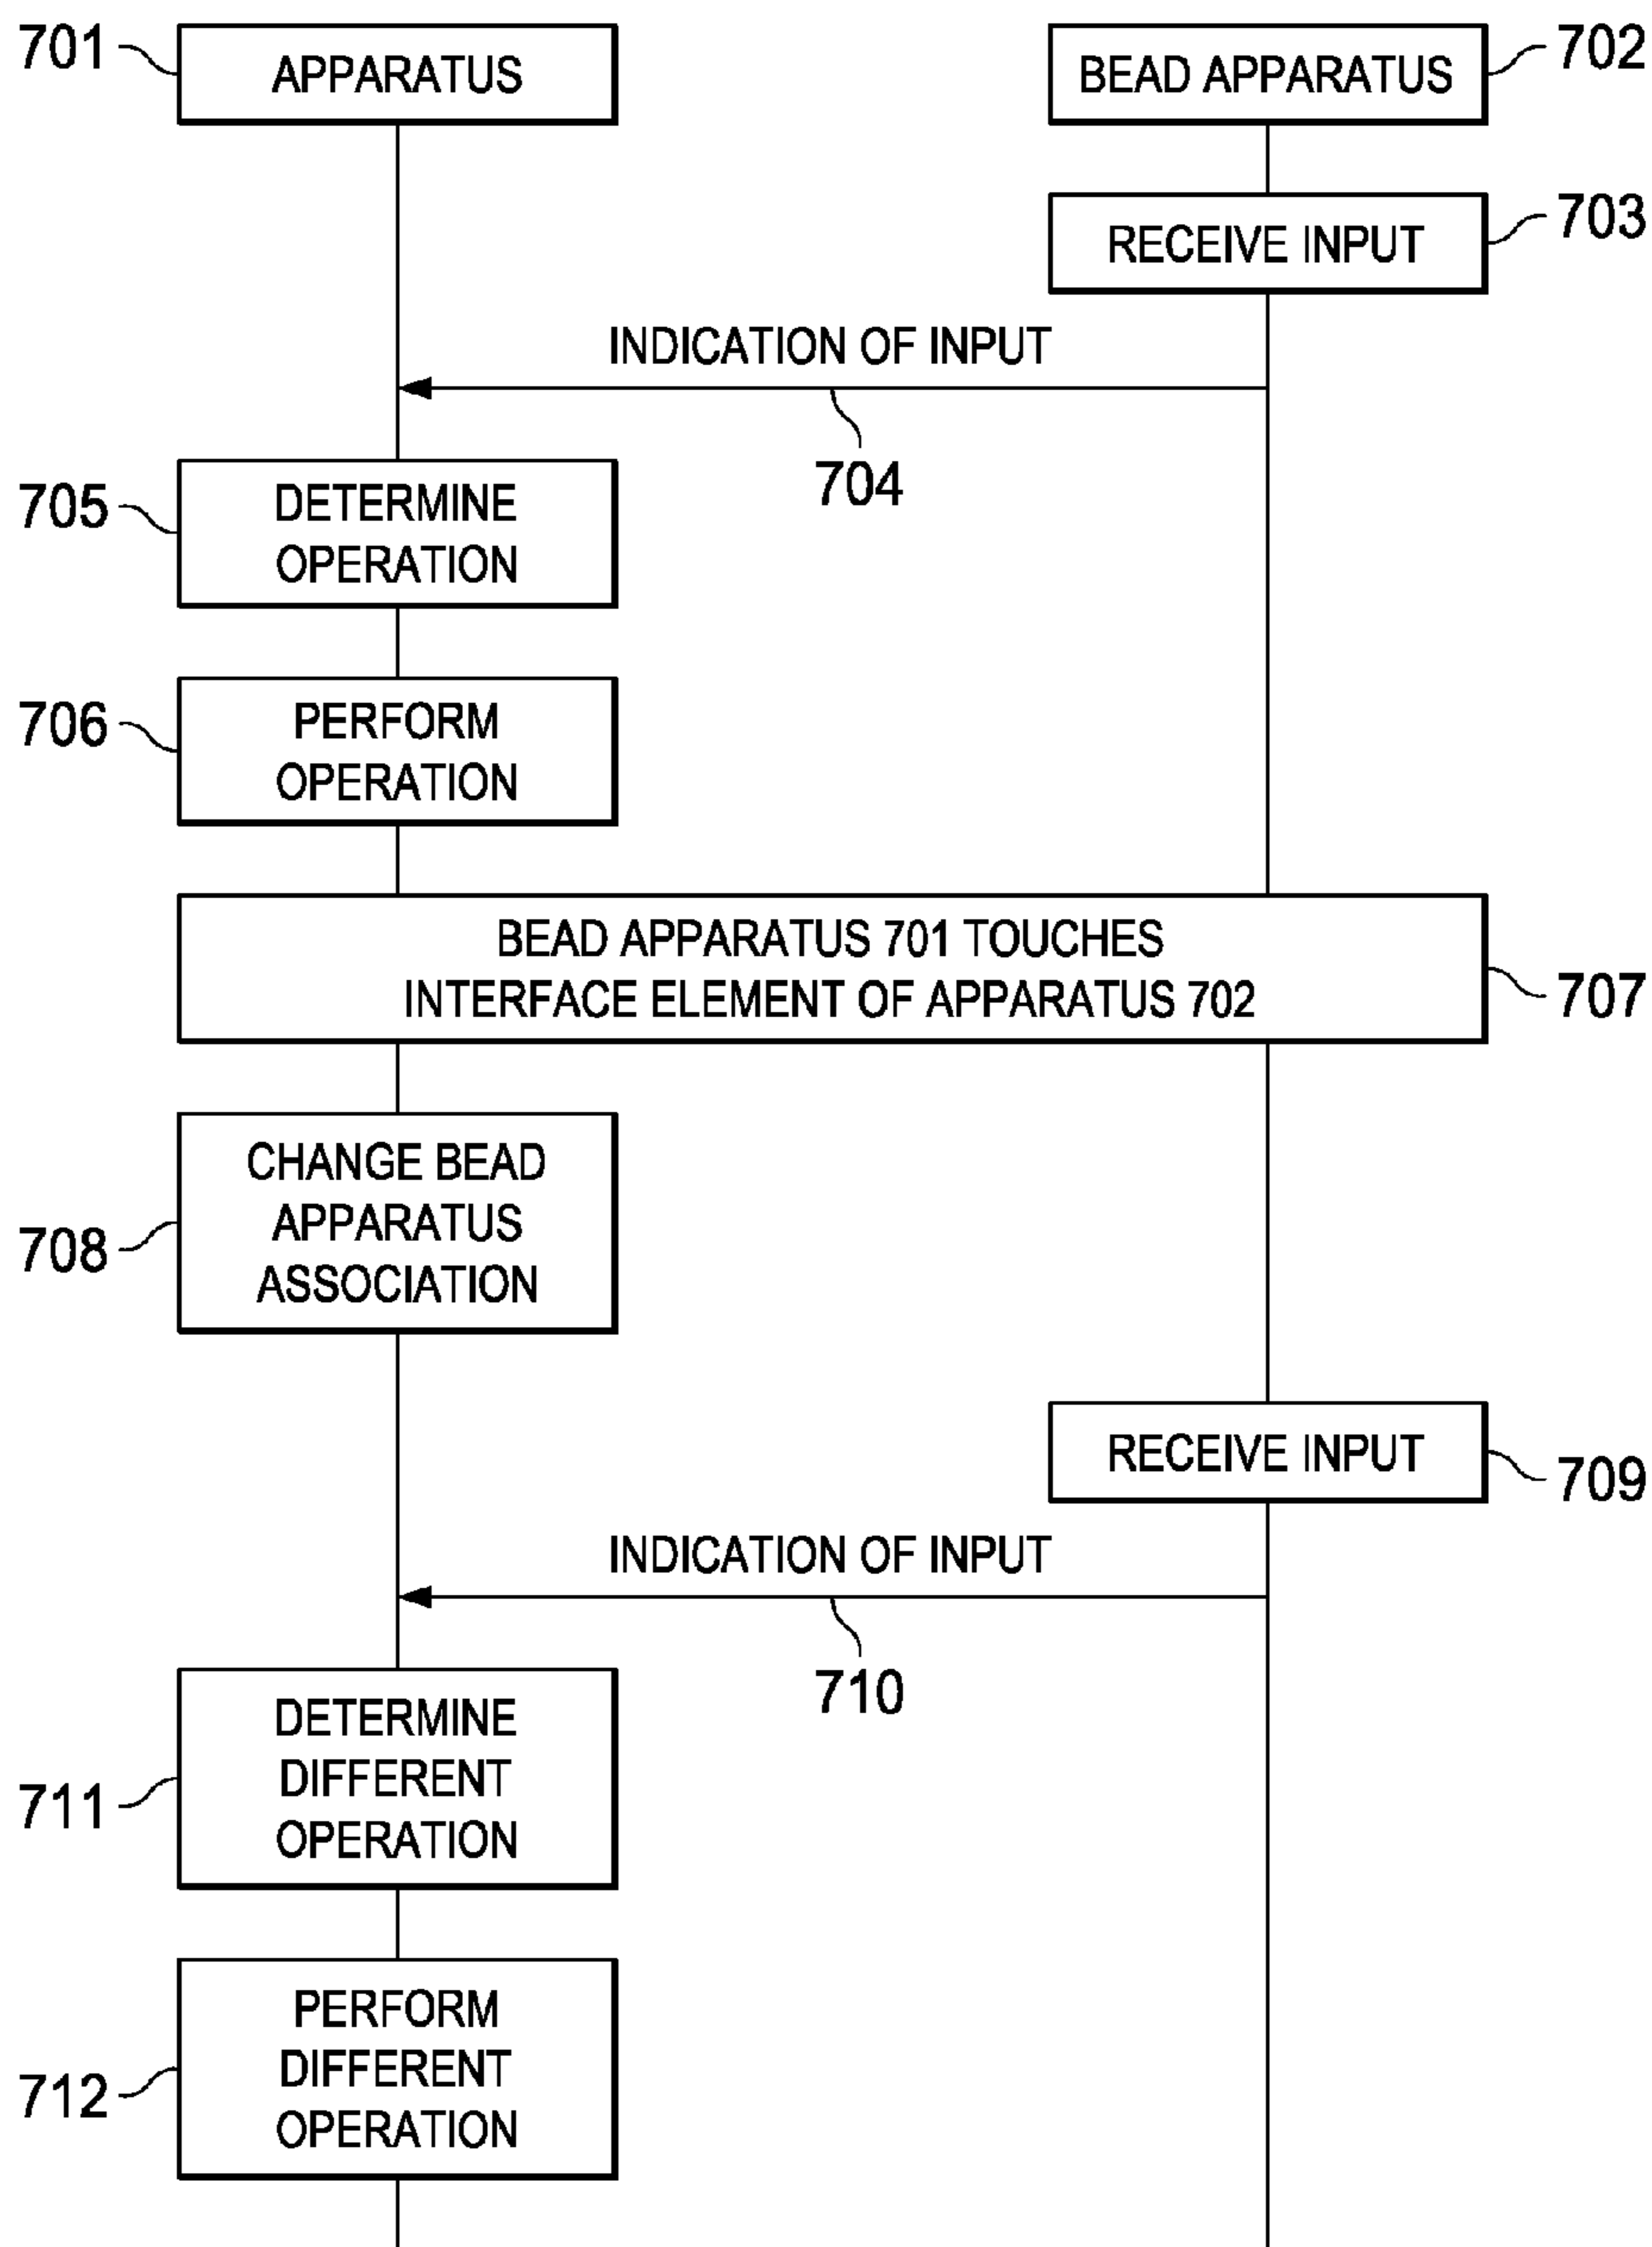 701
APPARATUS
BEAD APPARATUS
702
RECEIVE INPUT
703
INDICATION OF INPUT
704
705
DETERMINE
OPERATION
706
PERFORM
OPERATION
BEAD APPARATUS 701 TOUCHES
INTERFACE ELEMENT OF APPARATUS 702
707
708
CHANGE BEAD
APPARATUS
ASSOCIATION
RECEIVE INPUT
709
INDICATION OF INPUT
710
711
DETERMINE
DIFFERENT
OPERATION
712
PERFORM
DIFFERENT
OPERATION